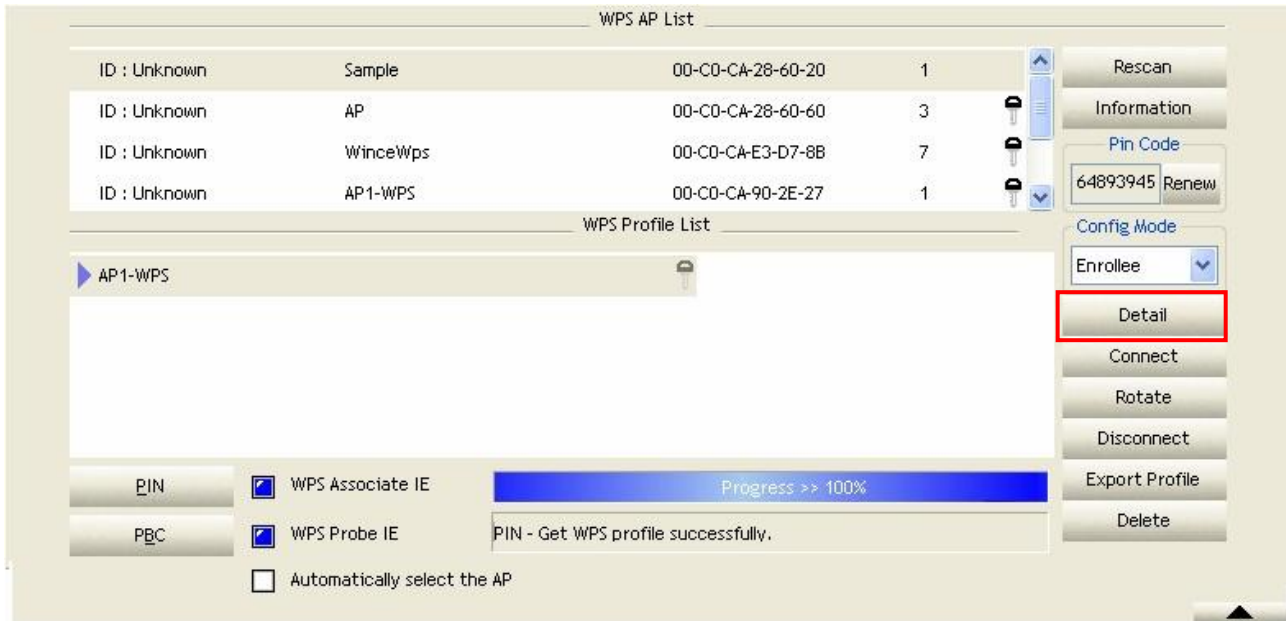 WPS AP List
ID : Unknown Sample 00-C0-CA-28-60-20 1
ID : Unknown AP 00-C0-CA-28-60-60 3
ID : Unknown WinceWps 00-C0-CA-E3-D7-8B 7
ID : Unknown AP1-WPS 00-C0-CA-90-2E-27 1
Rescan
Information
Pin Code
64893945 Renew
WPS Profile List
AP1-WPS
Config Mode
Enrollee
Detail
Connect
Rotate
Disconnect
Export Profile
Delete
PIN
WPS Associate IE
Progress >> 100%
PBC
WPS Probe IE
PIN - Get WPS profile successfully.
Automatically select the AP